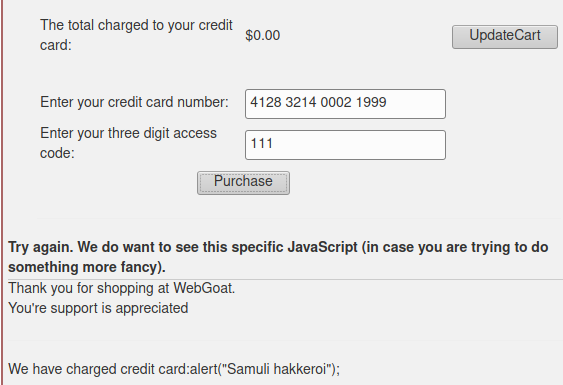 The total charged to your credit
card:
$0.00
UpdateCart
Enter your credit card number:
4128 3214 0002 1999
Enter your three digit access
code:
111
Purchase
Try again. We do want to see this specific JavaScript (in case you are trying to do
something more fancy).
Thank you for shopping at WebGoat.
You're support is appreciated
We have charged credit card:alert("Samuli hakkeroi");